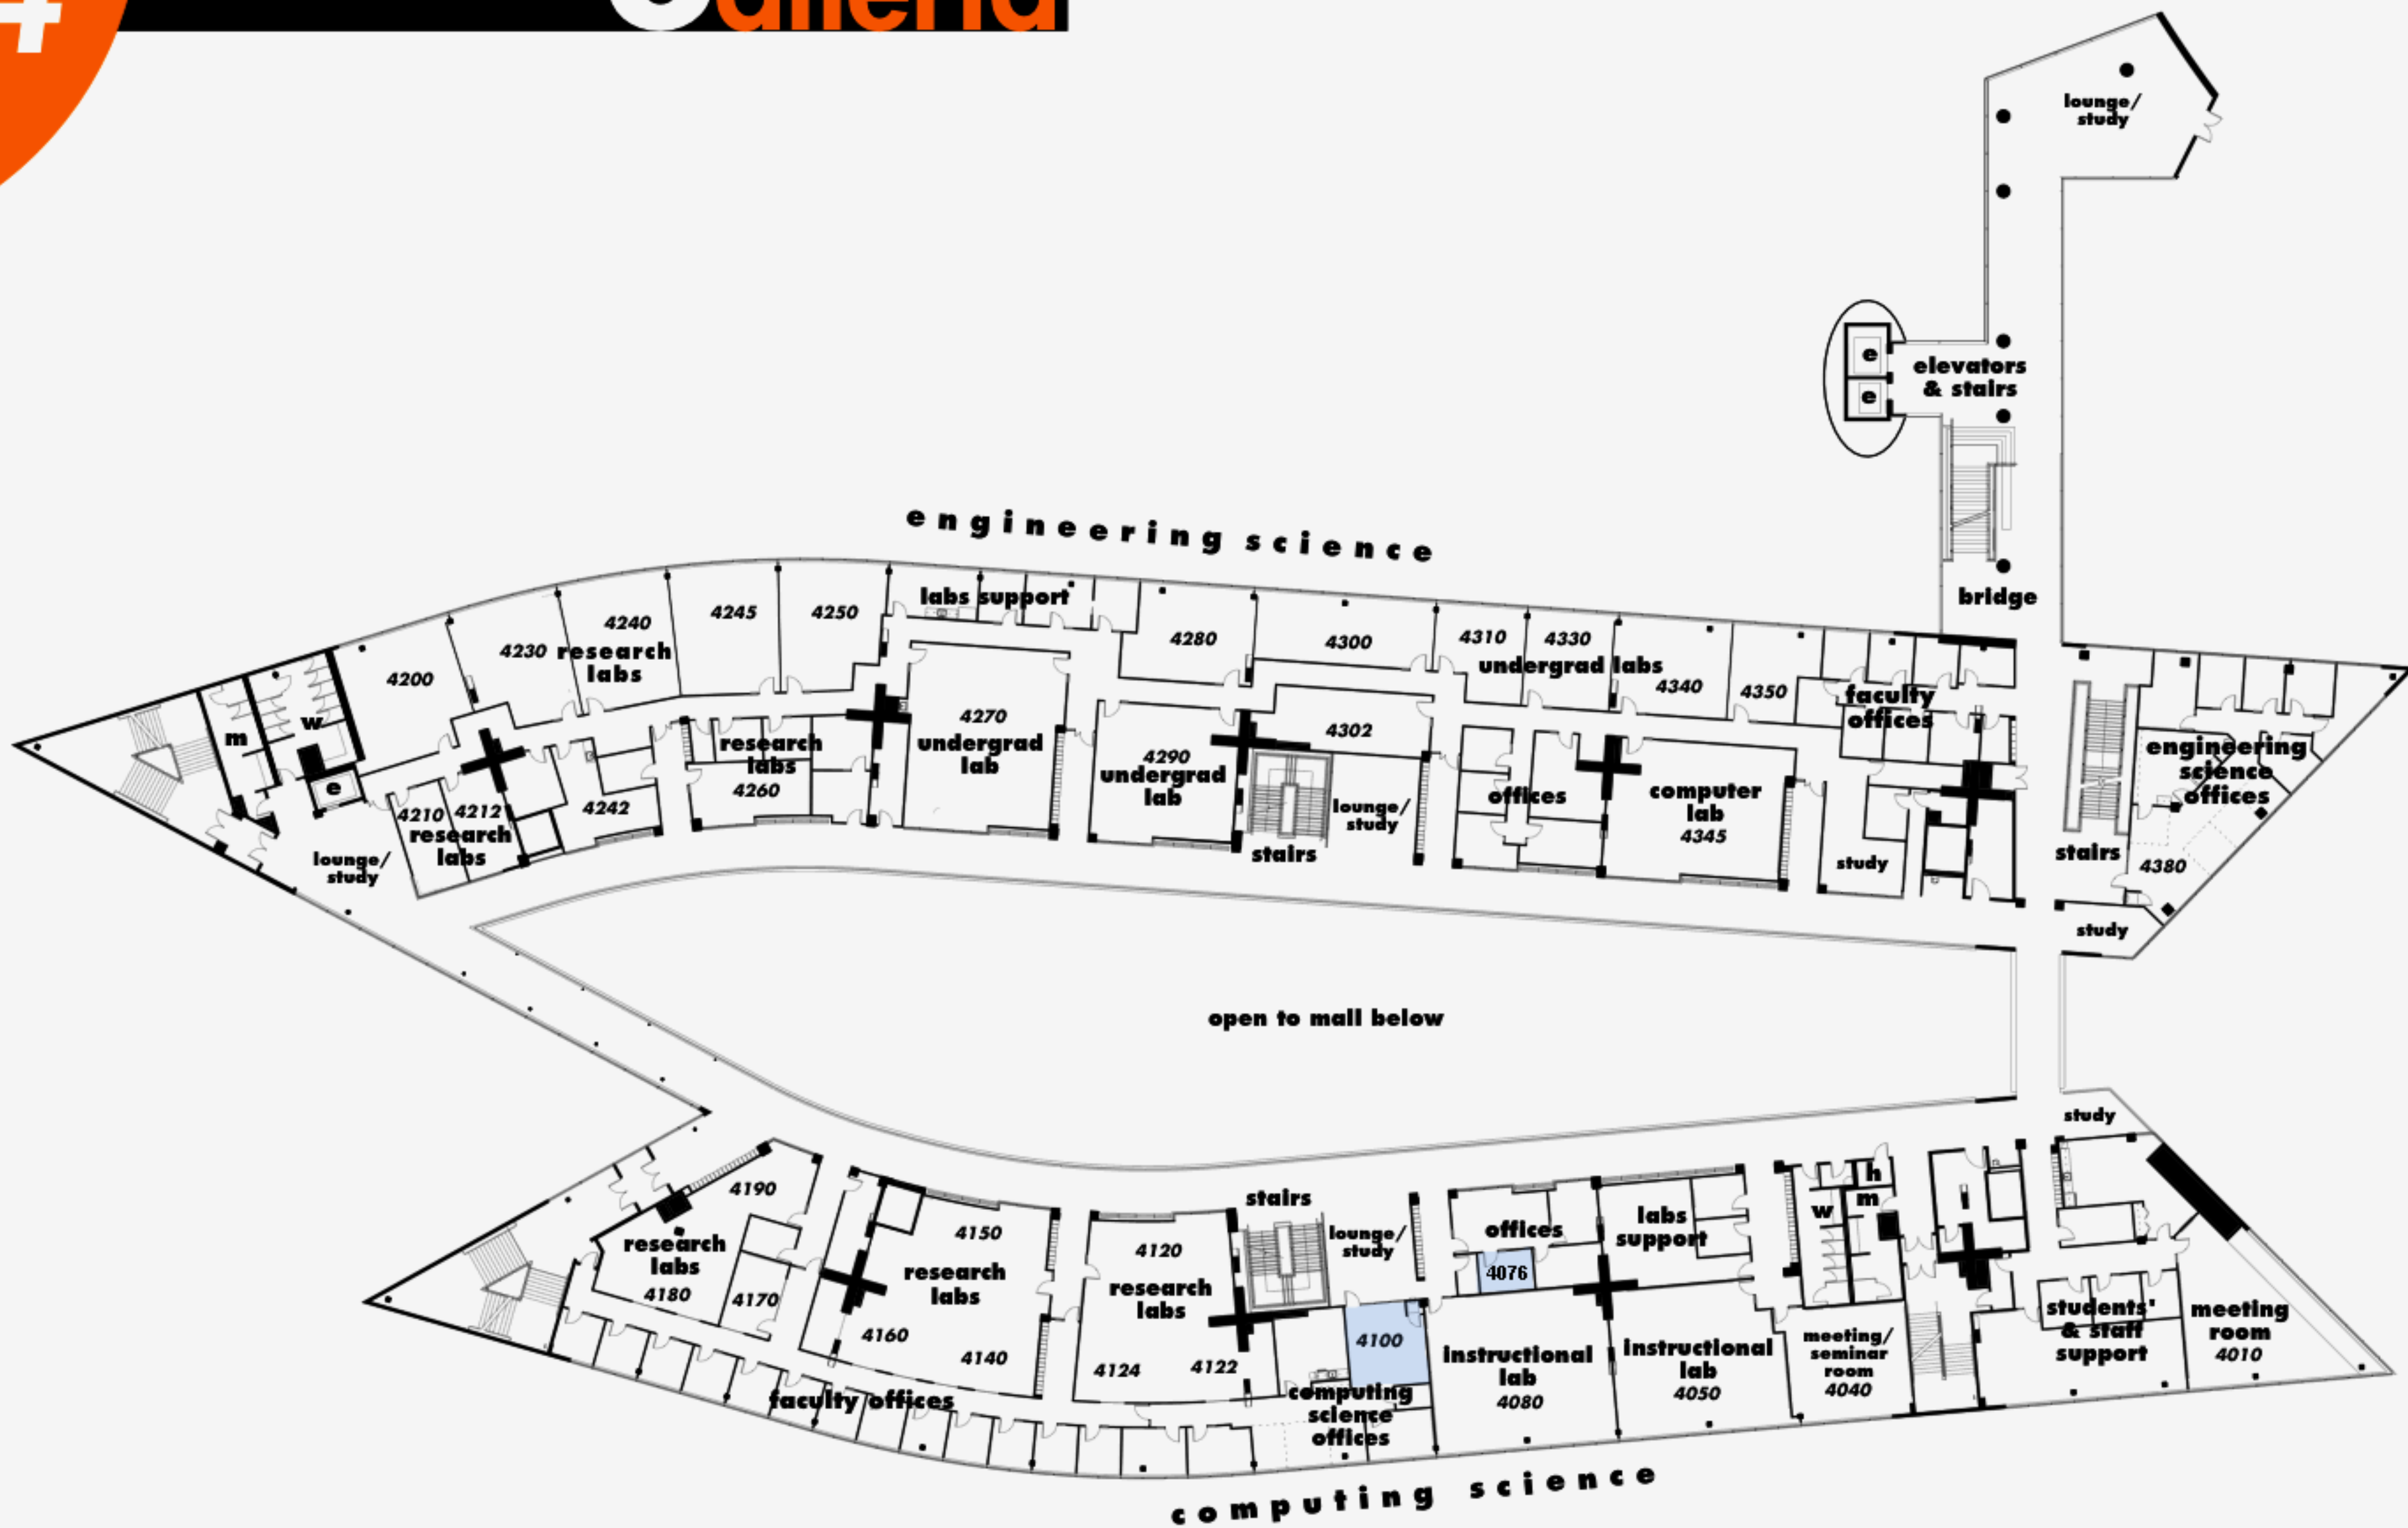 4
Galleria
lounge/
study
e
e
elevators
& stairs
bridge
engineering science
labs support
4200
4230
4240
research
labs
4245
4250
4280
4300
4310
4330
undergrad labs
4340
4350
faculty
offices
m
w
e
4210
4212
research
labs
4242
research
labs
4260
4270
undergrad
lab
4290
undergrad
lab
4302
stairs
lounge/
study
offices
computer
lab
4345
study
engineering
science
offices
stairs
4380
study
lounge/
study
open to mall below
study
4190
research
labs
4180
4170
4150
research
labs
4160
4140
4120
research
labs
4124
4122
stairs
lounge/
study
offices
4076
labs
support
w
h
m
4100
instructional
lab
4080
instructional
lab
4050
meeting/
seminar
room
4040
students'
& staff
support
meeting
room
4010
faculty offices
computing
science
offices
computing science